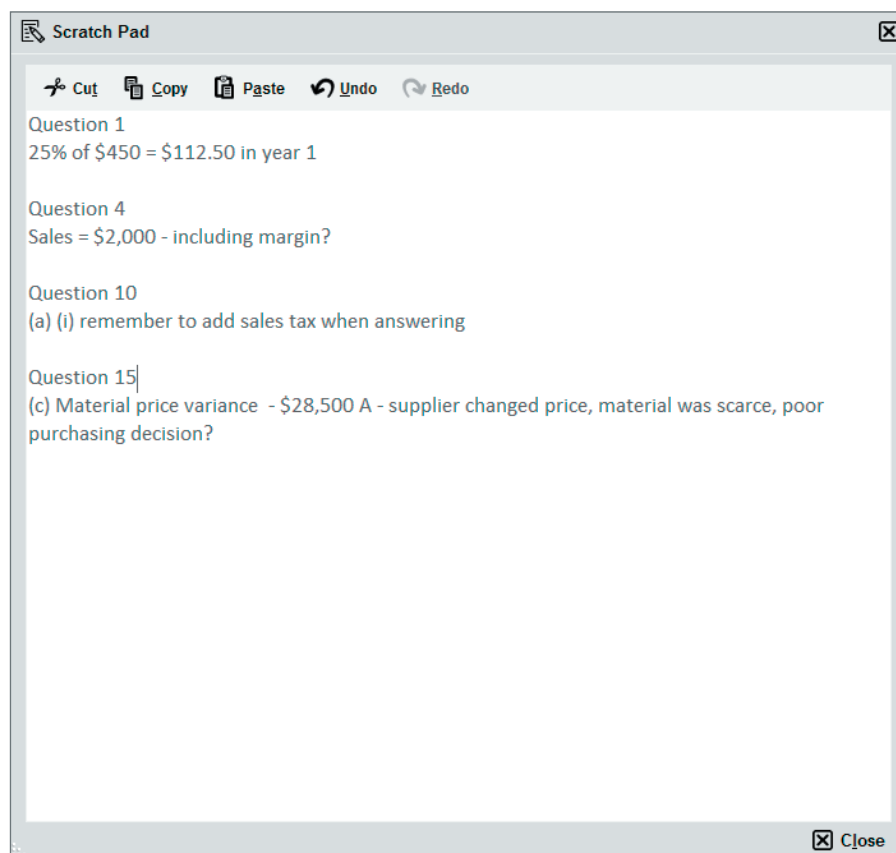 Scratch Pad
Cut Copy Paste Undo Redo
Question 1
25% of $450 = $112.50 in year 1
Question 4
Sales = $2,000 - including margin?
Question 10
(a) (i) remember to add sales tax when answering
Question 15
(c) Material price variance  - $28,500 A - supplier changed price, material was scarce, poor
purchasing decision?
Close